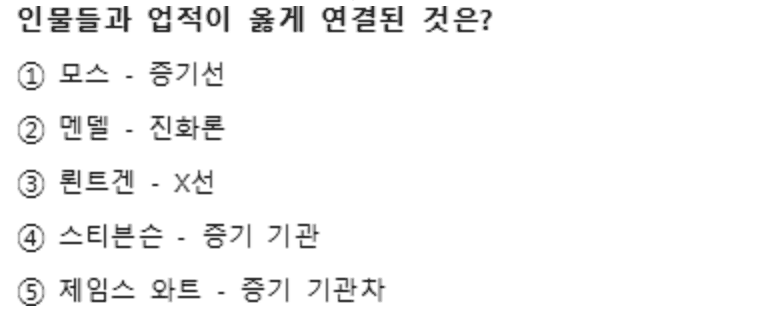 인물들과 업적이 옳게 연결된 것은?
① 모스 - 증기선
② 멘델 - 진화론
③ 뢴트겐 - X선
④ 스티븐슨 - 증기 기관
⑤ 제임스 와트 - 증기 기관차